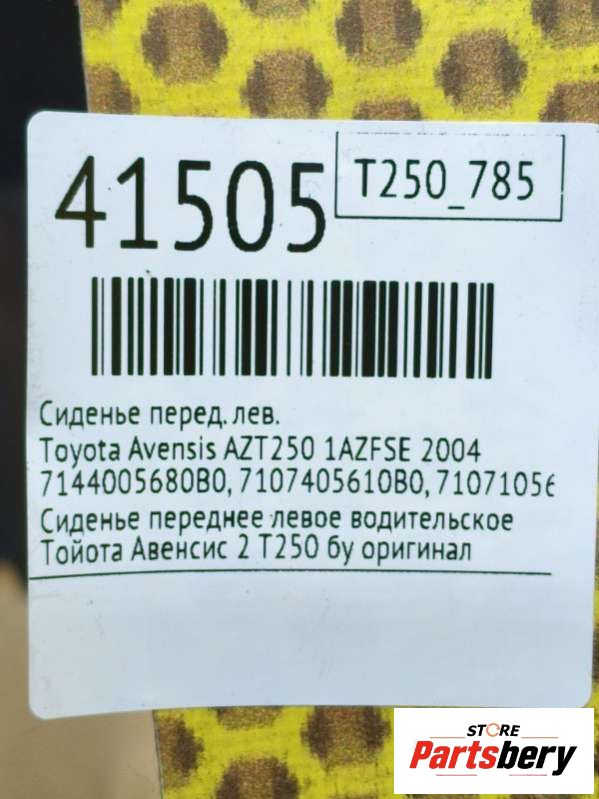 41505
T250_785
Сиденье перед. лев.
Toyota Avensis AZT250 1AZFSE 2004
7144005680B0, 7107405610B0, 7107105
Сиденье переднее левое водительское
Тойота Авенсис 2 Т250 бу оригинал
STORE
Partsbery